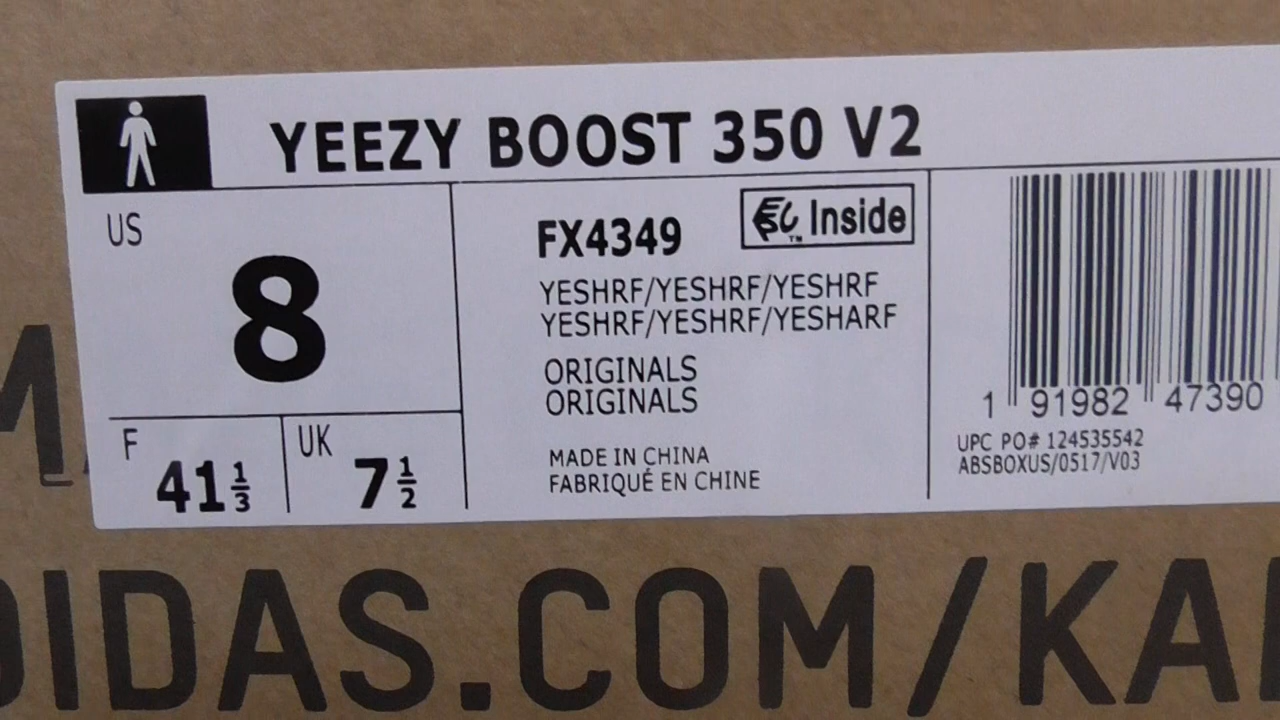 YEEZY BOOST 350 V2
US
8
F
41 1/3
UK
7 1/2
FX4349
Inside
YESHRF/YESHRF/YESHRF
YESHRF/YESHRF/YESHARF
ORIGINALS
ORIGINALS
MADE IN CHINA
FABRIQUÉ EN CHINE
1 91982 47390
UPC PO# 124535542
ABSBOXUS/0517/V03
M
DIDAS.COM/KA